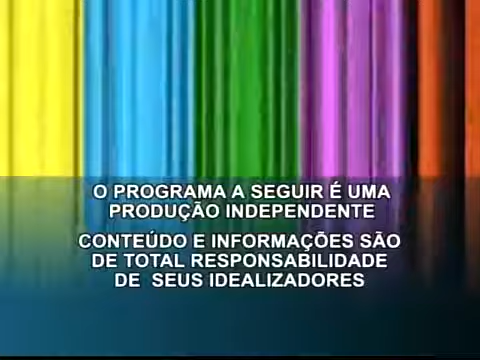 O PROGRAMA A SEGUIR É UMA
PRODUÇÃO INDEPENDENTE
CONTEÚDO E INFORMAÇÕES SÃO
DE TOTAL RESPONSABILIDADE
DE SEUS IDEALIZADORES